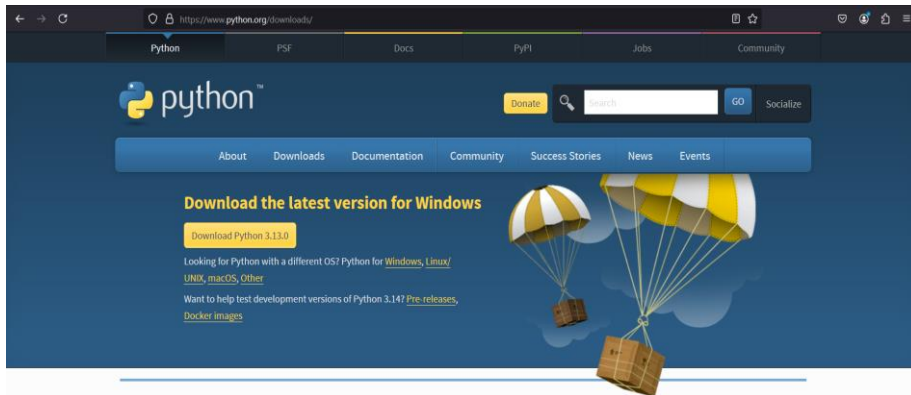 https://www.python.org/downloads/
Python PSF Docs PyPI Jobs Community
python™
Donate Search GO Socialize
About Downloads Documentation Community Success Stories News Events
Download the latest version for Windows
Download Python 3.13.0
Looking for Python with a different OS? Python for Windows, Linux/
UNIX, macOS, Other
Want to help test development versions of Python 3.14? Pre-releases,
Docker images